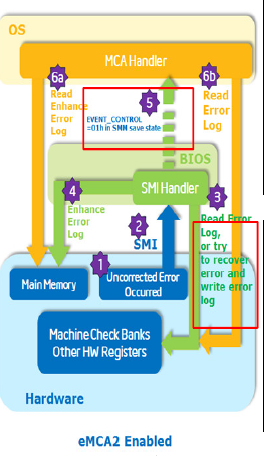 OS
MCA Handler
6a
6b
Read
Enhance
Error
Log
5
EVENT_CONTROL
=01h in SMN save state
Read
Error
Log
BIOS
SMI Handler
4
Enhance
Error
Log
2
SMI
3
Read Error
Log,
or try
to recover
error and
write error
log
1
Main Memory
Uncorrected Error
Occurred
Machine Check Banks
Other HW Registers
Hardware
eMCA2 Enabled